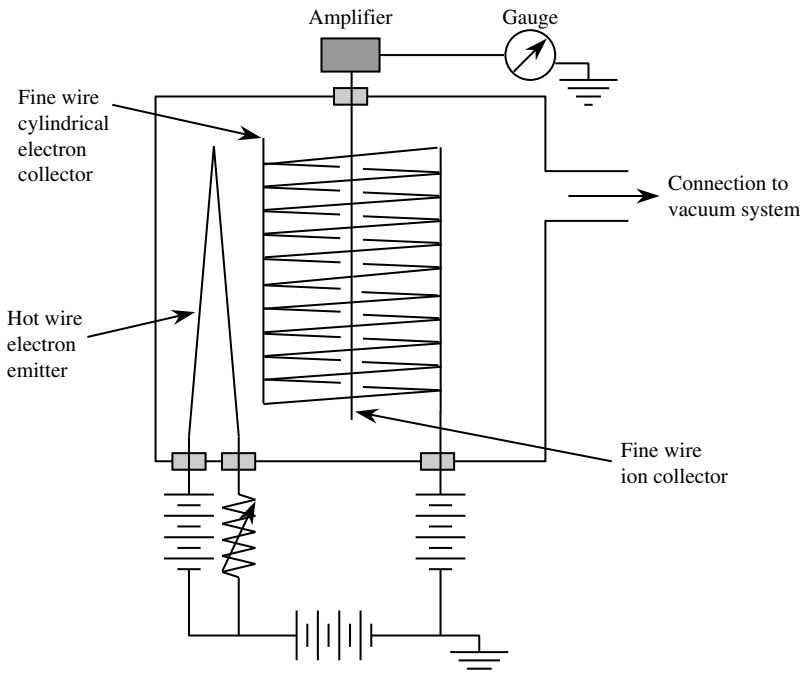 Amplifier
Gauge
Fine wire
cylindrical
electron
collector
Connection to
vacuum system
Hot wire
electron
emitter
Fine wire
ion collector